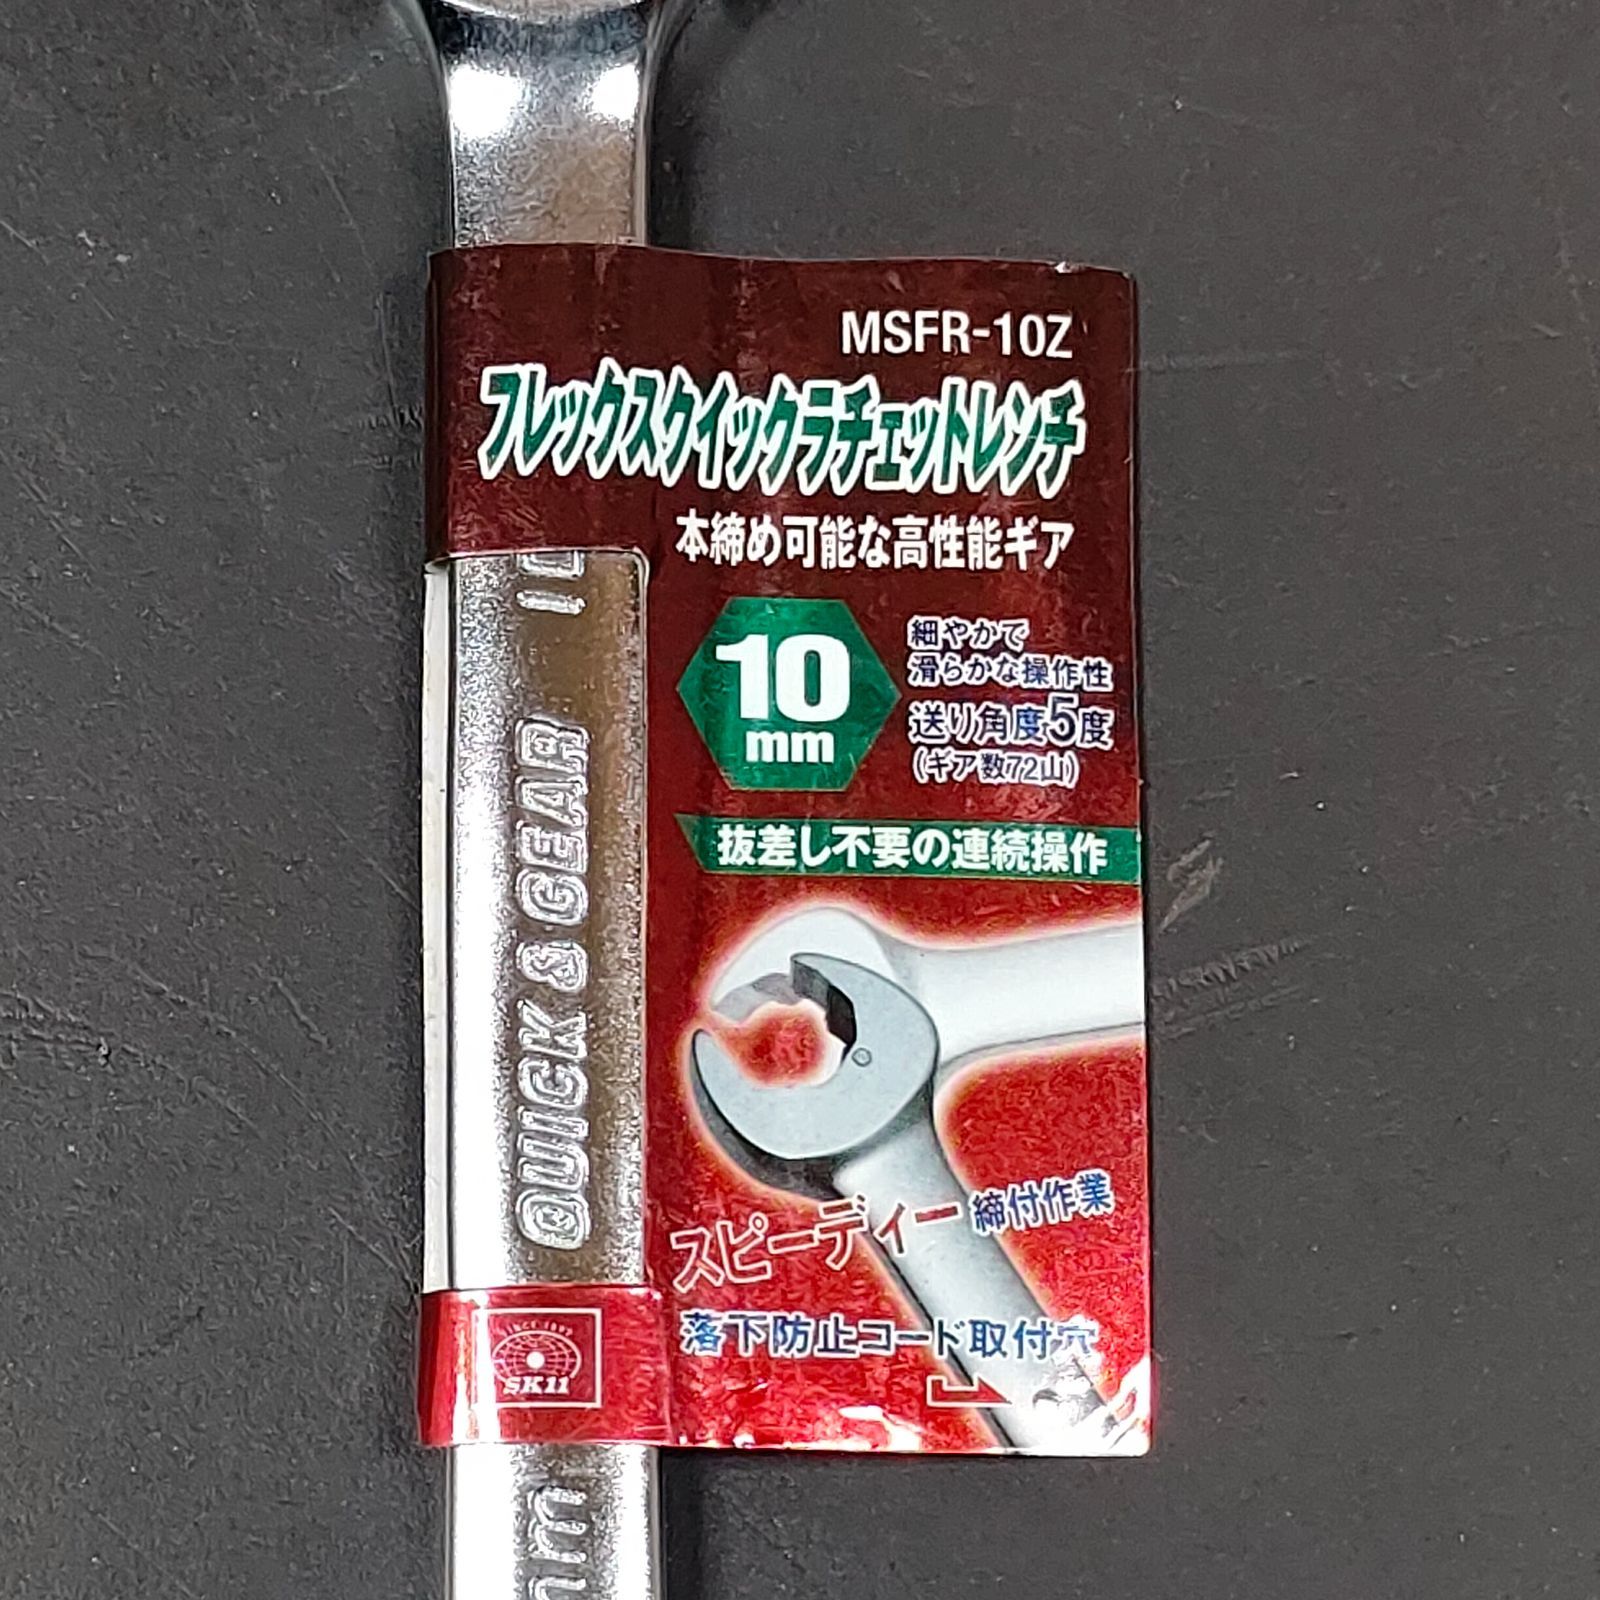 MSFR-10Z
フレックスクイックラチェットレンチ
本締め可能な高性能ギア
10
mm
細やかで
滑らかな操作性
送り角度5度
(ギア数72山)
抜差し不要の連続操作
QUICK & GEAR
スピーディー締付作業
落下防止コード取付穴
SINCE 1897
SK11
mm